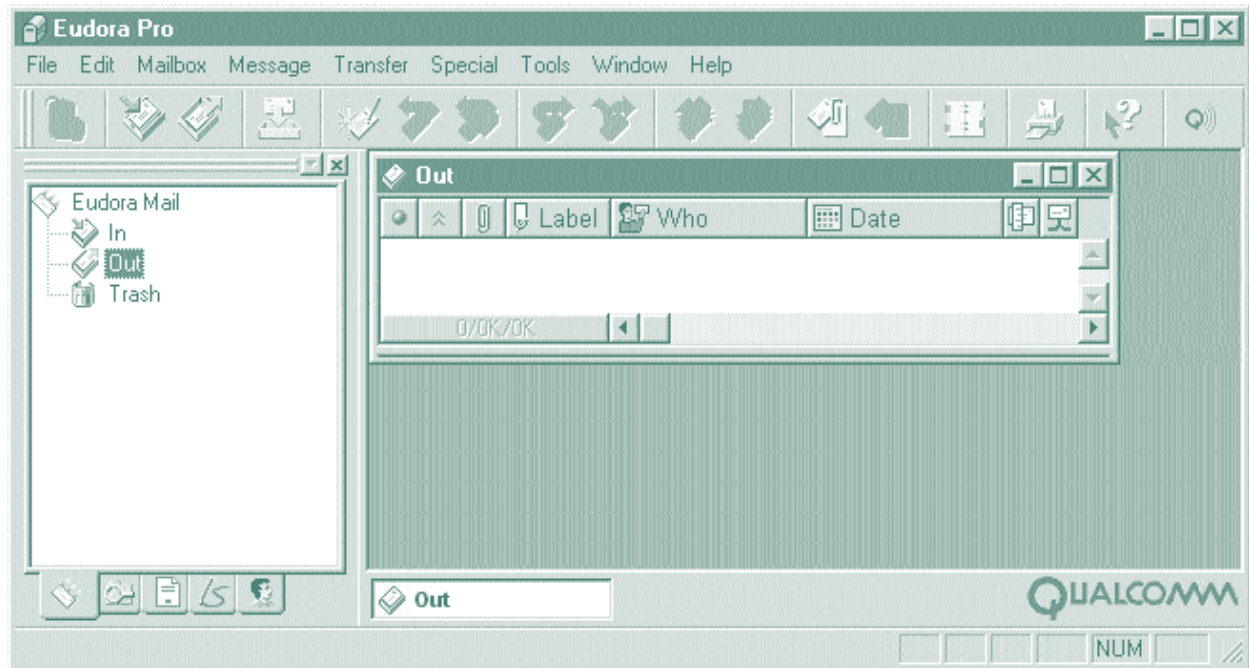 Eudora Pro
File Edit Mailbox Message Transfer Special Tools Window Help
Eudora Mail
In
Out
Trash
Out
Label Who Date
0/0K/0K
Out
QUALCOMM
NUM